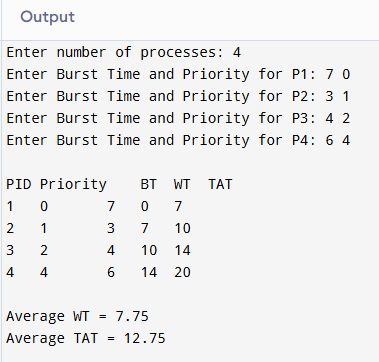 Output
Enter number of processes: 4
Enter Burst Time and Priority for P1: 7 0
Enter Burst Time and Priority for P2: 3 1
Enter Burst Time and Priority for P3: 4 2
Enter Burst Time and Priority for P4: 6 4
PID Priority BT WT TAT
1 0 7 0 7
2 1 3 7 10
3 2 4 10 14
4 4 6 14 20
Average WT = 7.75
Average TAT = 12.75